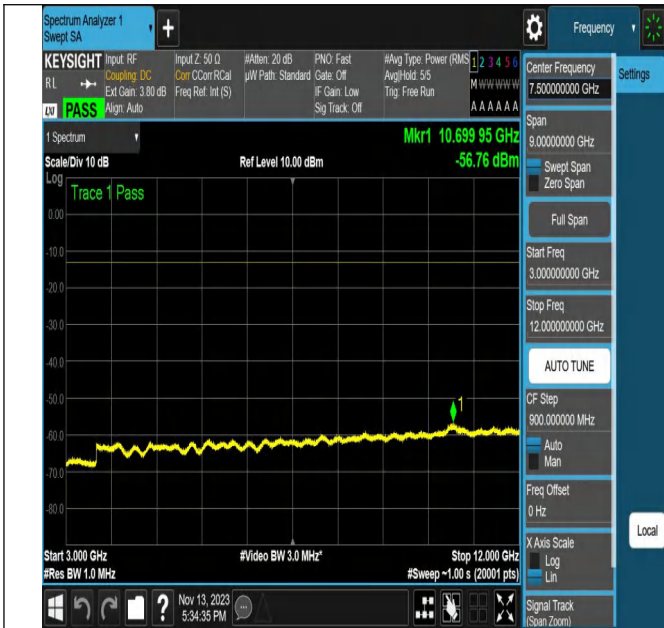 Spectrum Analyzer 1
Swept SA
+
Frequency
KEYSIGHT
RL
LXI
PASS
Input: RF
Coupling: DC
Ext Gain: 3.80 dB
Align: Auto
Input Z: 50 Ω
Corr CCorr RCal
Freq Ref: Int (S)
#Atten: 20 dB
µW Path: Standard
PNO: Fast
Gate: Off
IF Gain: Low
Sig Track: Off
#Avg Type: Power (RMS
Avg|Hold: 5/5
Trig: Free Run
1 2 3 4 5 6
M W W W W W
A A A A A A
1 Spectrum
Scale/Div 10 dB
Ref Level 10.00 dBm
Mkr1 10.699 95 GHz
-56.76 dBm
Log
Trace 1 Pass
0.00
-10.0
-20.0
-30.0
-40.0
-50.0
-60.0
-70.0
-80.0
1
Start 3.000 GHz
#Res BW 1.0 MHz
#Video BW 3.0 MHz*
Stop 12.000 GHz
#Sweep ~1.00 s (20001 pts)
?
Nov 13, 2023
5:34:35 PM
Center Frequency
7.500000000 GHz
Settings
Span
9.00000000 GHz
Swept Span
Zero Span
Full Span
Start Freq
3.000000000 GHz
Stop Freq
12.000000000 GHz
AUTO TUNE
CF Step
900.000000 MHz
Auto
Man
Freq Offset
0 Hz
X Axis Scale
Log
Lin
Local
Signal Track
(Span Zoom)